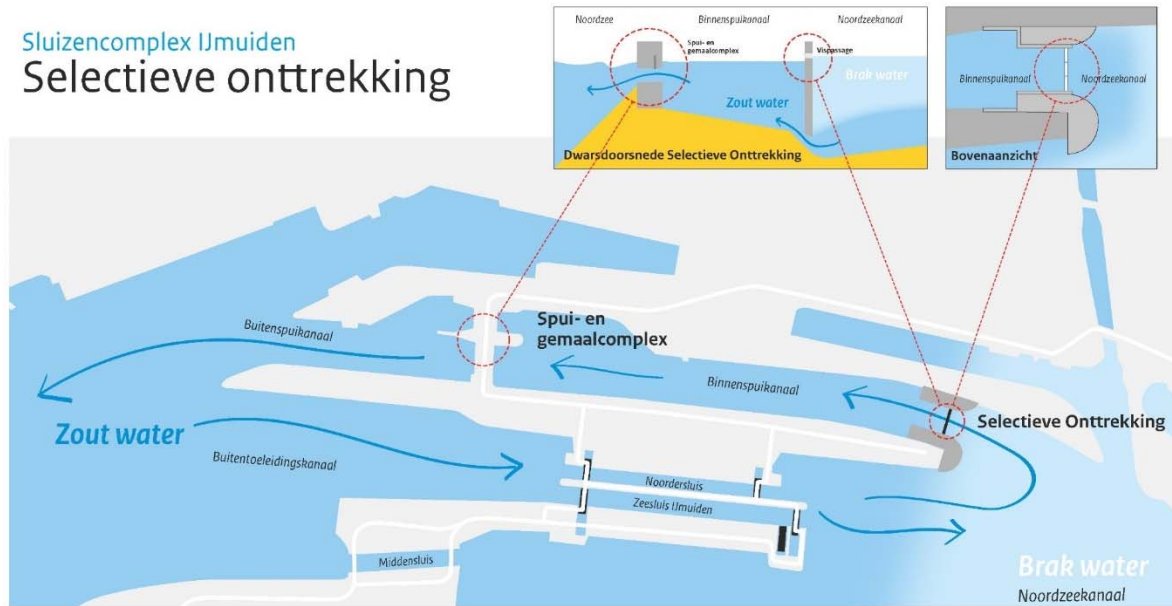 Sluizencomplex IJmuiden
Selectieve onttrekking
Noordzee
Binnenspuikanaal
Noordzeekanaal
Spui- en
gemaalcomplex
Vispassage
Brak water
Zout water
Dwarsdoorsnede Selectieve Onttrekking
Binnenspuikanaal
Noordzeekanaal
Bovenaanzicht
Buitenspuikanaal
Spui- en
gemaalcomplex
Binnenspuikanaal
Selectieve Onttrekking
Zout water
Buitentoeleidingskanaal
Noordersluis
Zeesluis IJmuiden
Middensluis
Brak water
Noordzeekanaal